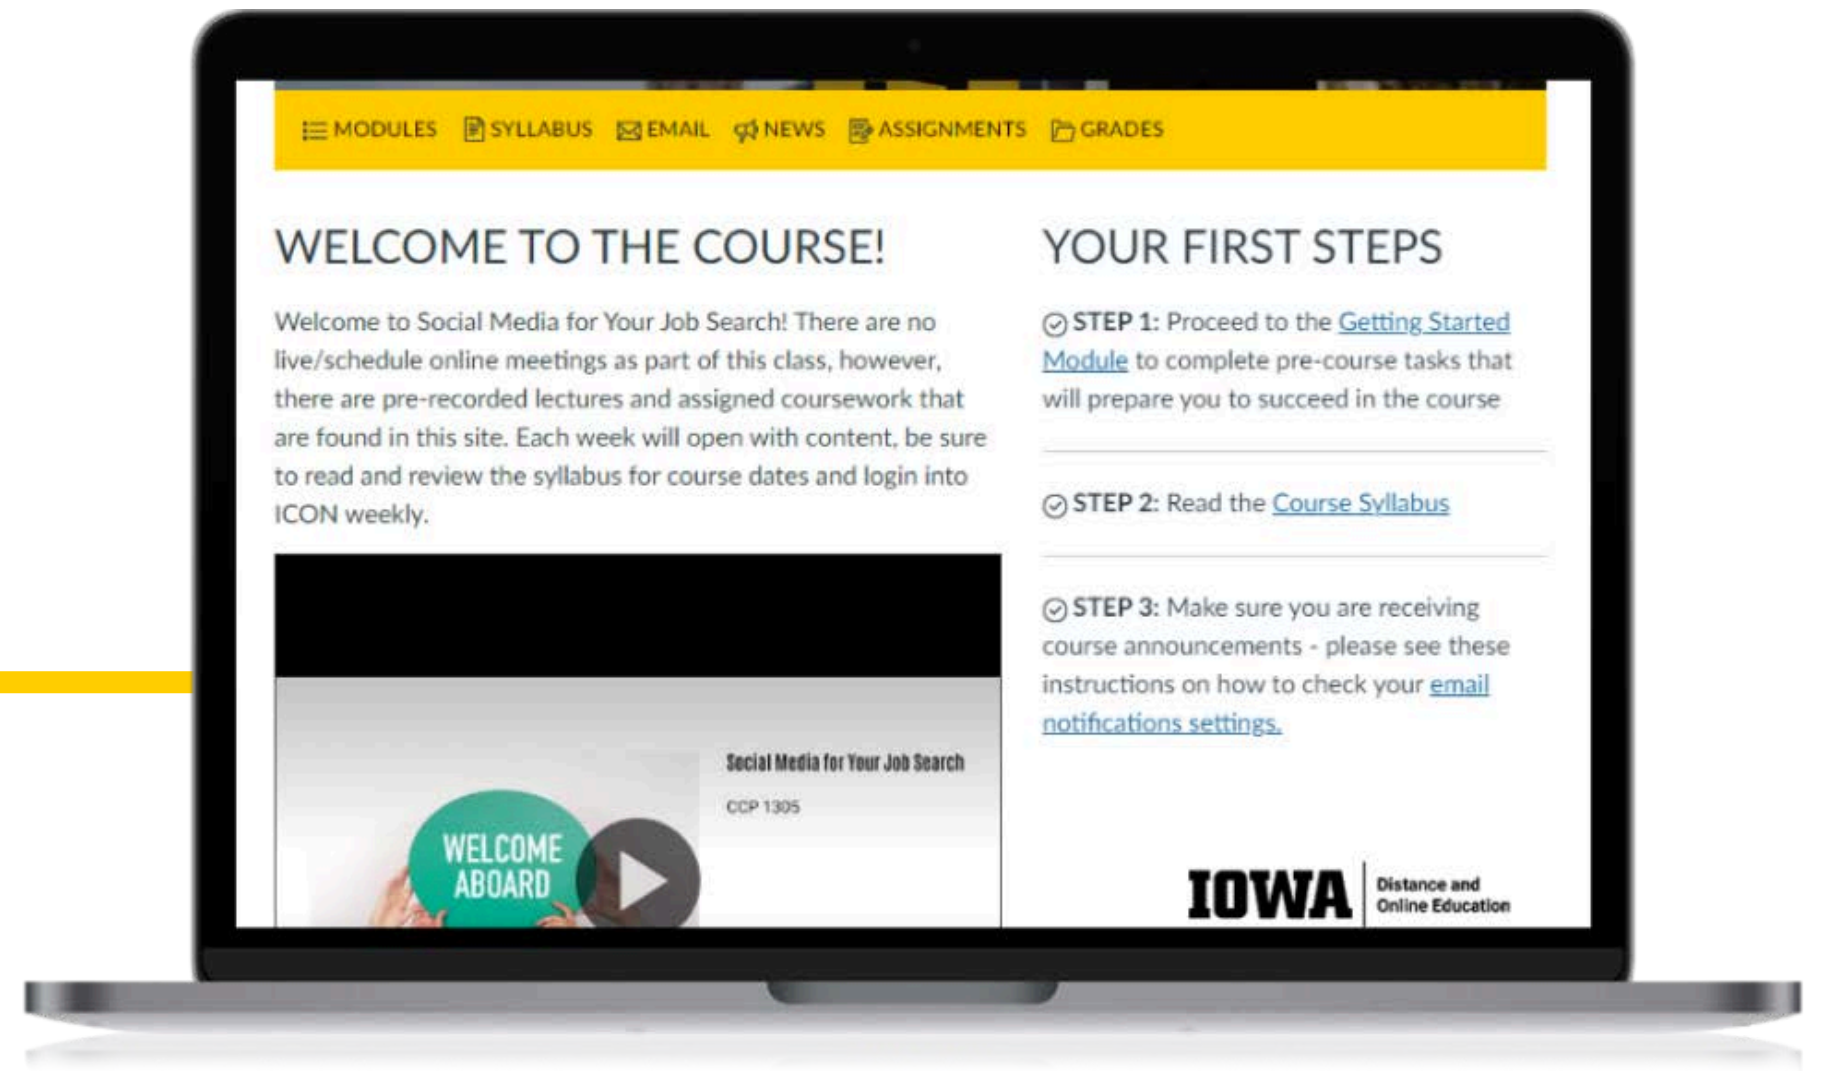 MODULES SYLLABUS EMAIL NEWS ASSIGNMENTS GRADES
WELCOME TO THE COURSE!
Welcome to Social Media for Your Job Search! There are no
live/schedule online meetings as part of this class, however,
there are pre-recorded lectures and assigned coursework that
are found in this site. Each week will open with content, be sure
to read and review the syllabus for course dates and login into
ICON weekly.
Social Media for Your Job Search
CCP 1305
WELCOME
ABOARD
YOUR FIRST STEPS
STEP 1: Proceed to the Getting Started
Module to complete pre-course tasks that
will prepare you to succeed in the course
STEP 2: Read the Course Syllabus
STEP 3: Make sure you are receiving
course announcements - please see these
instructions on how to check your email
notifications settings.
IOWA
Distance and
Online Education